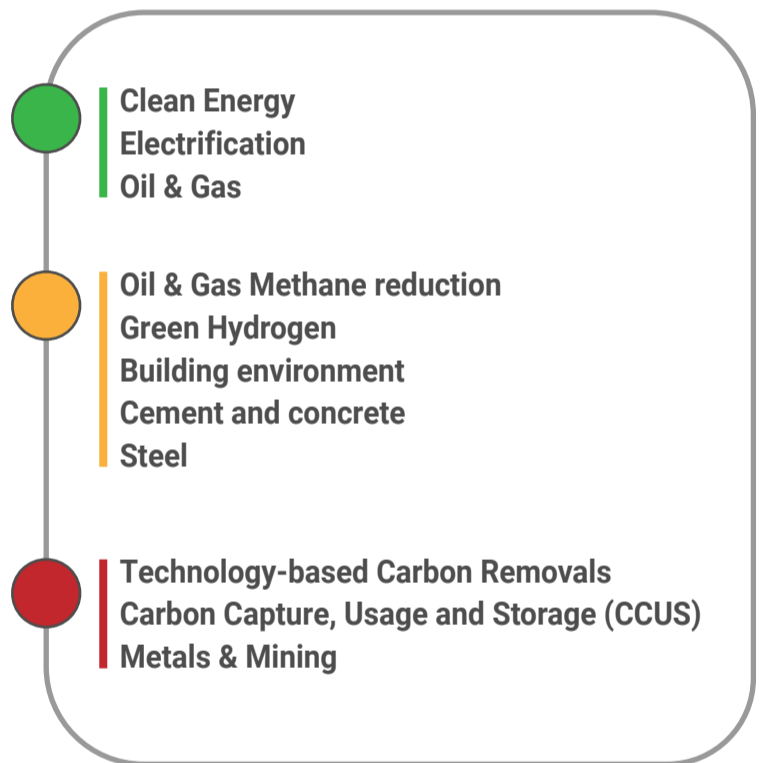 Clean Energy
Electrification
Oil & Gas
Oil & Gas Methane reduction
Green Hydrogen
Building environment
Cement and concrete
Steel
Technology-based Carbon Removals
Carbon Capture, Usage and Storage (CCUS)
Metals & Mining